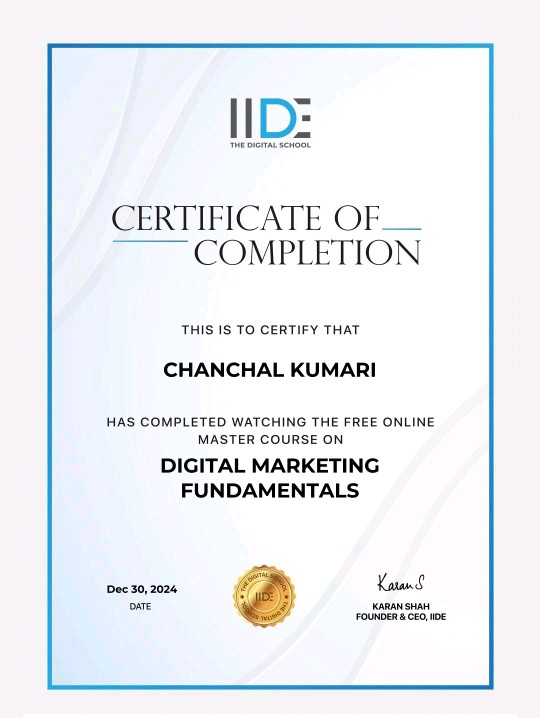 IIDE
THE DIGITAL SCHOOL
CERTIFICATE OF
COMPLETION
THIS IS TO CERTIFY THAT
CHANCHAL KUMARI
HAS COMPLETED WATCHING THE FREE ONLINE
MASTER COURSE ON
DIGITAL MARKETING
FUNDAMENTALS
Dec 30, 2024
DATE
THE DIGITAL SCHOOL
IIDE
THE DIGITAL SCHOOL
Karan S
KARAN SHAH
FOUNDER & CEO, IIDE